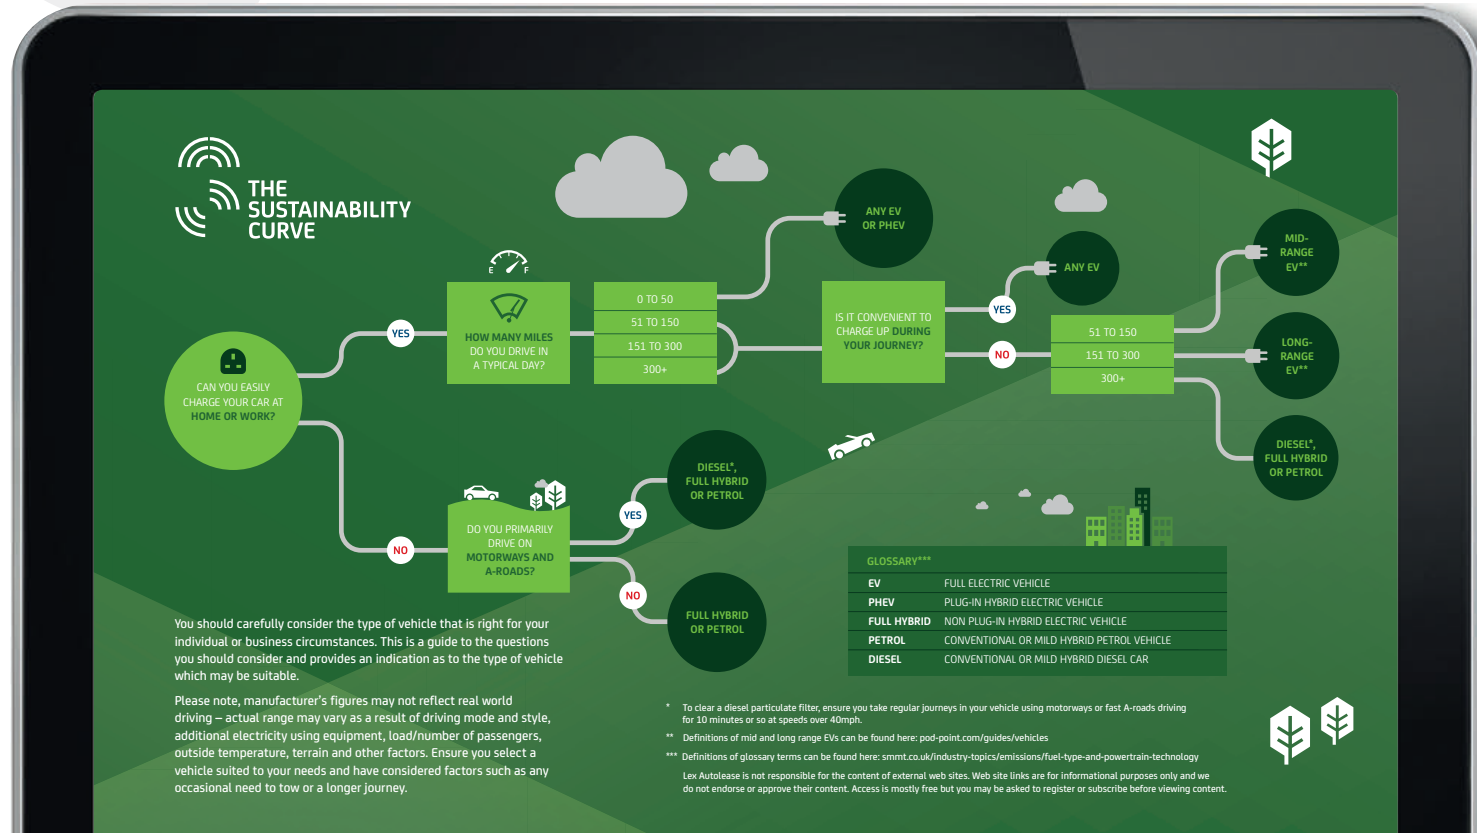 THE
SUSTAINABILITY
CURVE
CAN YOU EASILY
CHARGE YOUR CAR AT
HOME OR WORK?
YES
NO
E F
HOW MANY MILES
DO YOU DRIVE IN
A TYPICAL DAY?
0 TO 50
51 TO 150
151 TO 300
300+
ANY EV
OR PHEV
IS IT CONVENIENT TO
CHARGE UP DURING
YOUR JOURNEY?
YES
NO
ANY EV
51 TO 150
151 TO 300
300+
MID-
RANGE
EV**
LONG-
RANGE
EV**
DIESEL*,
FULL HYBRID
OR PETROL
DO YOU PRIMARILY
DRIVE ON
MOTORWAYS AND
A-ROADS?
YES
NO
DIESEL*,
FULL HYBRID
OR PETROL
FULL HYBRID
OR PETROL
GLOSSARY***
EV FULL ELECTRIC VEHICLE
PHEV PLUG-IN HYBRID ELECTRIC VEHICLE
FULL HYBRID NON PLUG-IN HYBRID ELECTRIC VEHICLE
PETROL CONVENTIONAL OR MILD HYBRID PETROL VEHICLE
DIESEL CONVENTIONAL OR MILD HYBRID DIESEL CAR
You should carefully consider the type of vehicle that is right for your
individual or business circumstances. This is a guide to the questions
you should consider and provides an indication as to the type of vehicle
which may be suitable.
Please note, manufacturer's figures may not reflect real world
driving – actual range may vary as a result of driving mode and style,
additional electricity using equipment, load/number of passengers,
outside temperature, terrain and other factors. Ensure you select a
vehicle suited to your needs and have considered factors such as any
occasional need to tow or a longer journey.
* To clear a diesel particulate filter, ensure you take regular journeys in your vehicle using motorways or fast A-roads driving
for 10 minutes or so at speeds over 40mph.
** Definitions of mid and long range EVs can be found here: pod-point.com/guides/vehicles
*** Definitions of glossary terms can be found here: smmt.co.uk/industry-topics/emissions/fuel-type-and-powertrain-technology
Lex Autolease is not responsible for the content of external web sites. Web site links are for informational purposes only and we
do not endorse or approve their content. Access is mostly free but you may be asked to register or subscribe before viewing content.